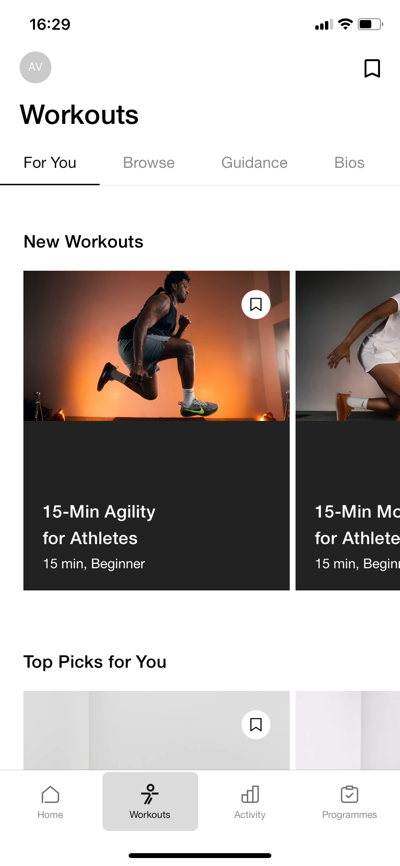 16:29
AV
Workouts
For You
Browse
Guidance
Bios
New Workouts
15-Min Agility
for Athletes
15 min, Beginner
15-Min Mo
for Athlete
15 min, Begin
Top Picks for You
Home
Workouts
Activity
Programmes